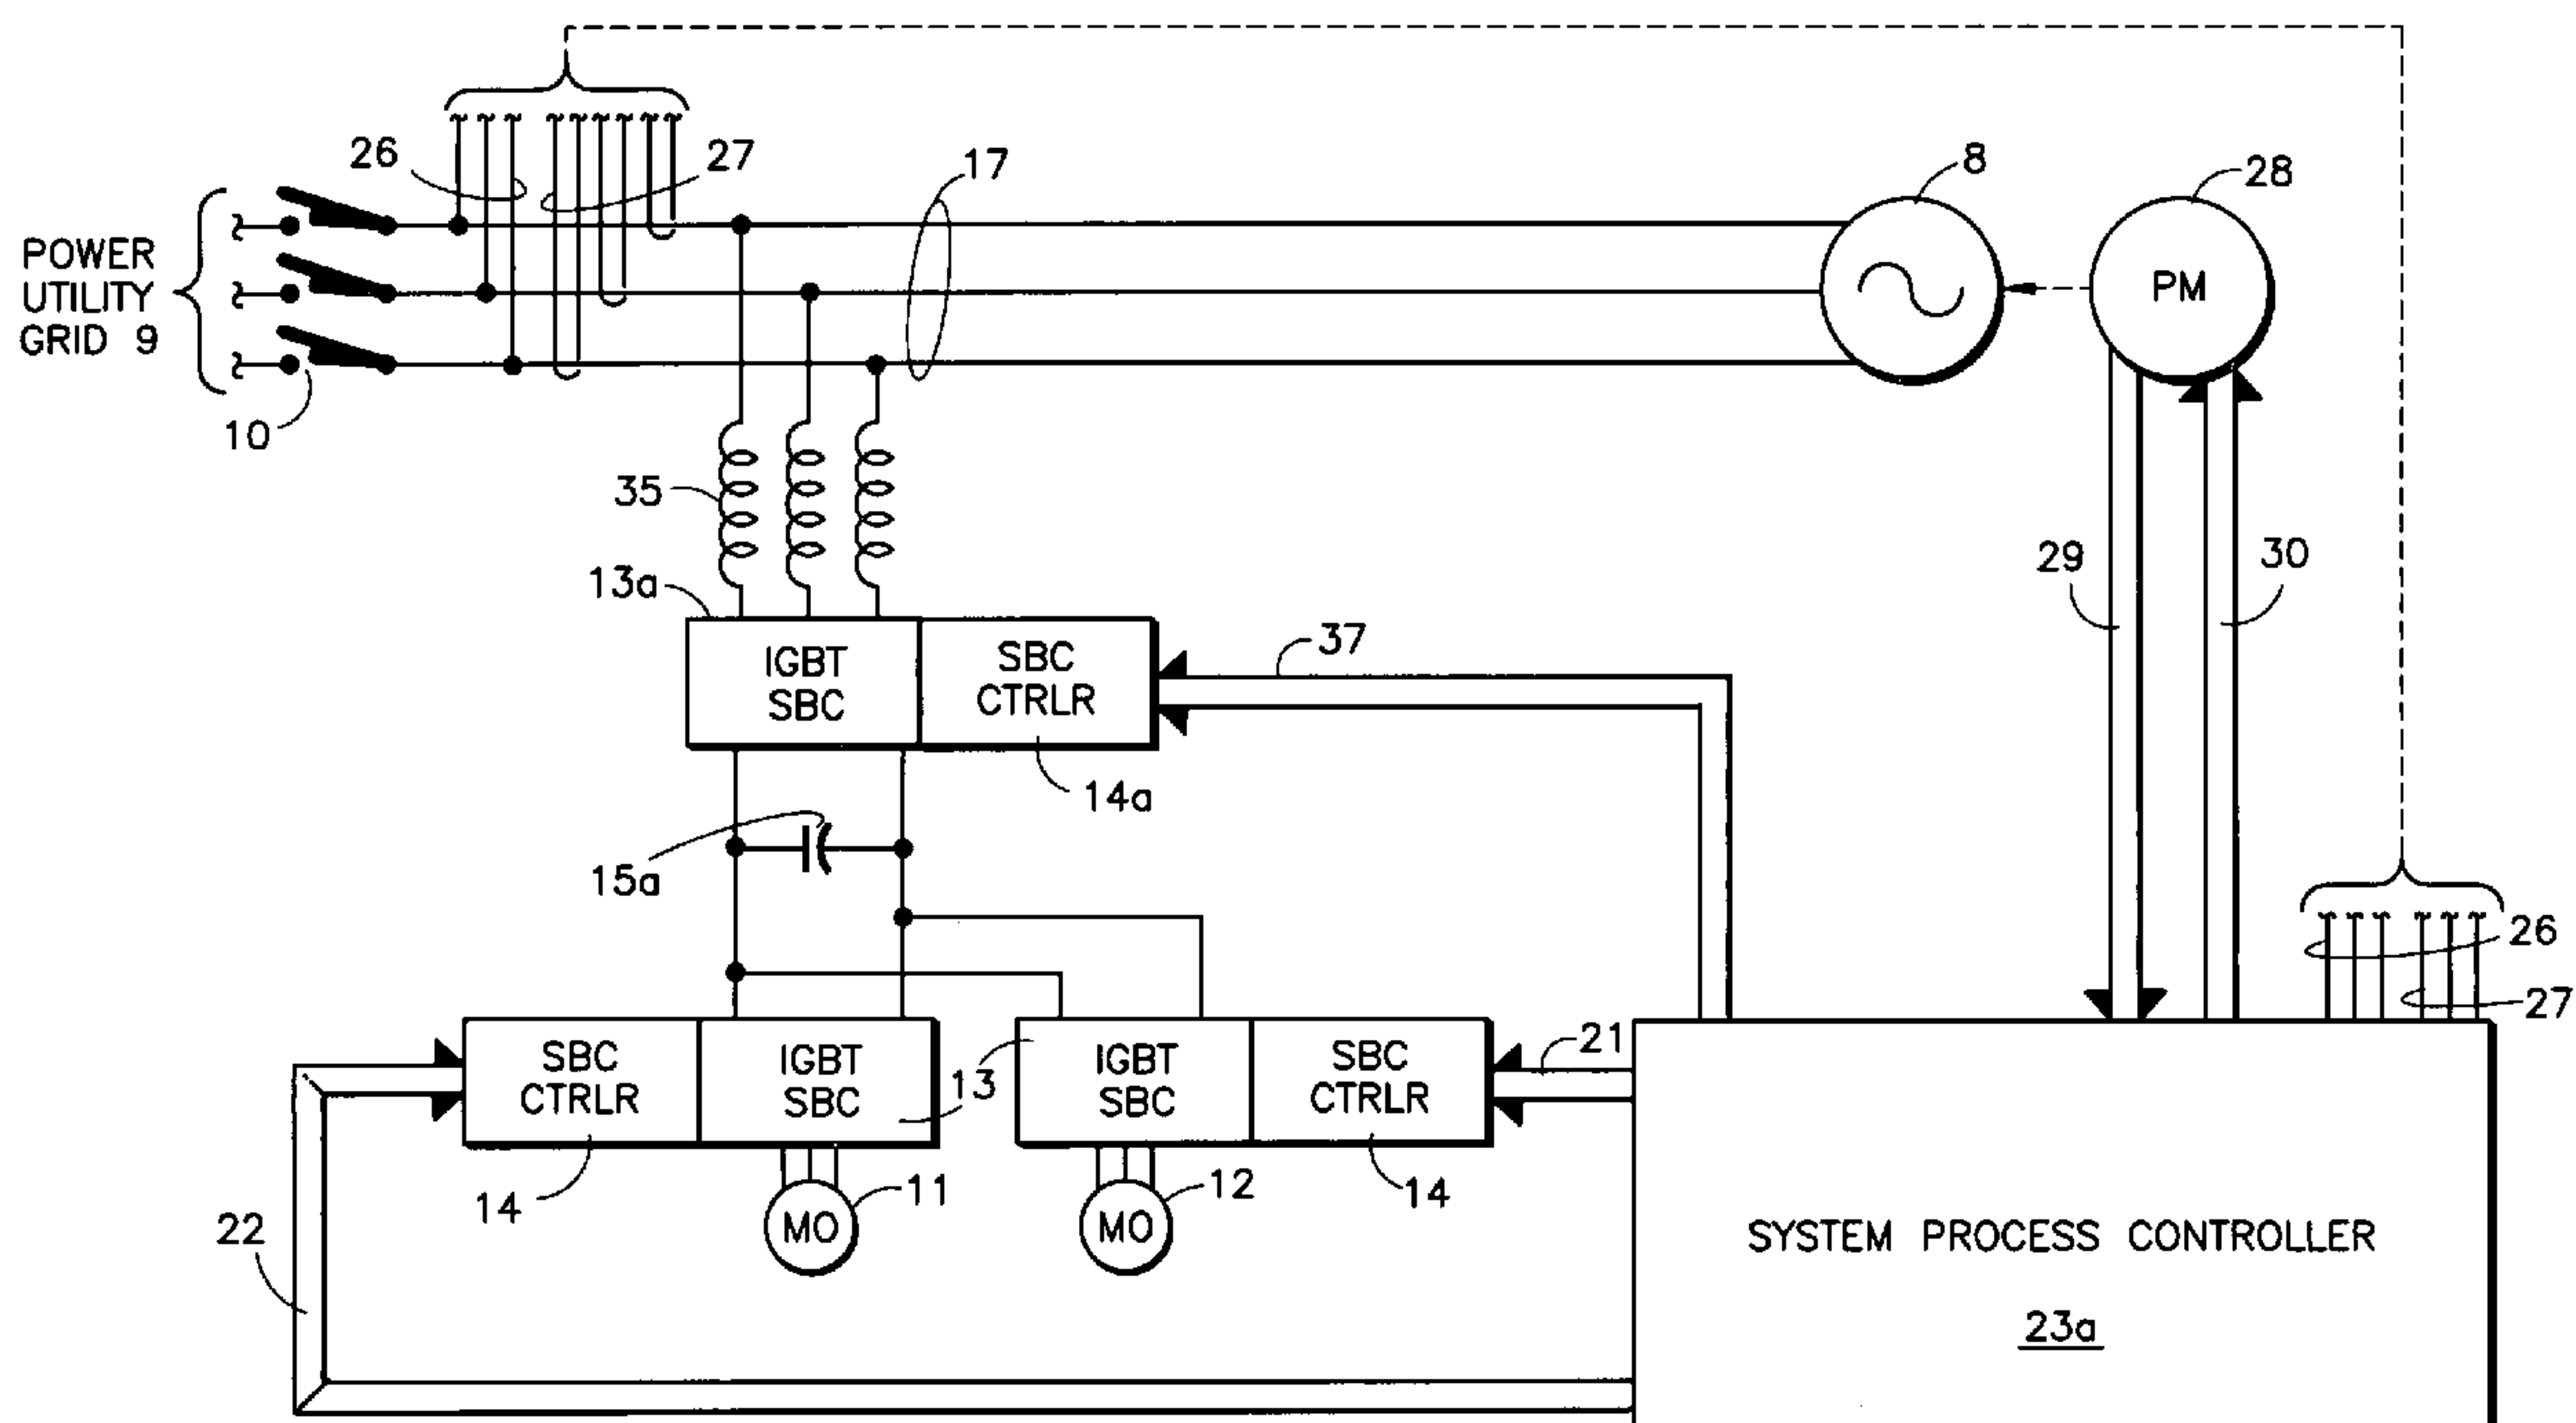 26
27
17
8
28
POWER
UTILITY
GRID 9
PM
10
35
13a
29
30
IGBT
SBC
SBC
CTRLR
37
14a
15a
26
27
SBC
CTRLR
IGBT
SBC
13
IGBT
SBC
SBC
CTRLR
21
14
11
12
14
MO
MO
22
SYSTEM PROCESS CONTROLLER
23a